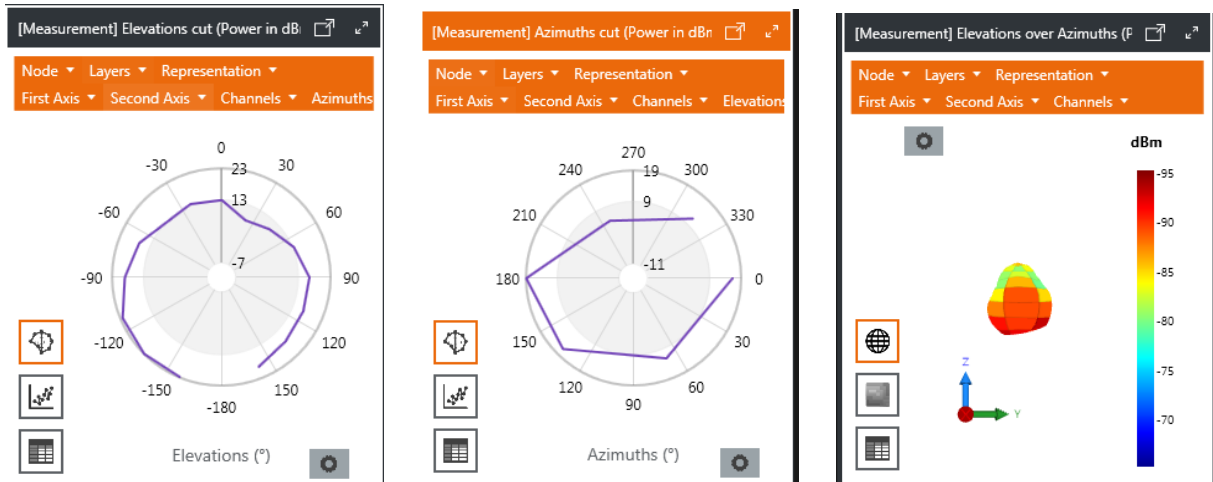 [Measurement] Elevations cut (Power in dB
Node Layers Representation
First Axis Second Axis Channels Azimuths
0
-30 23 30
13
-60 60
-7
-90 90
-120 120
-150 150
-180
Elevations (°)
[Measurement] Azimuths cut (Power in dBn
Node Layers Representation
First Axis Second Axis Channels Elevations
270
240 19 300
9
210 330
-11
180 0
150 30
120 60
90
Azimuths (°)
[Measurement] Elevations over Azimuths (P
Node Layers Representation
First Axis Second Axis Channels
dBm
-95
-90
-85
-80
-75
-70
Z
Y